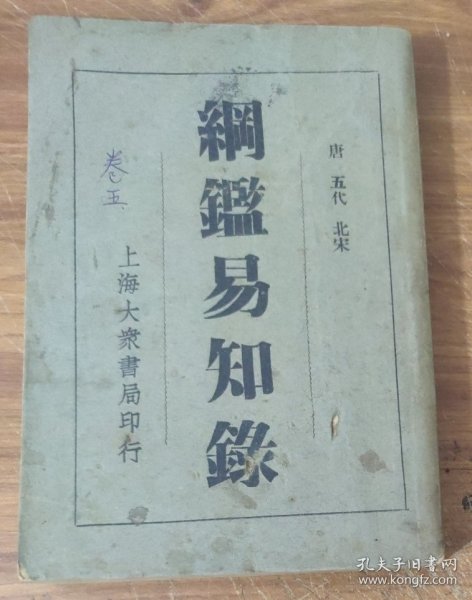 唐 五代 北宋
綱鑑易知錄
上海大衆書局印行
卷五
孔夫子旧书网
kongfz.com